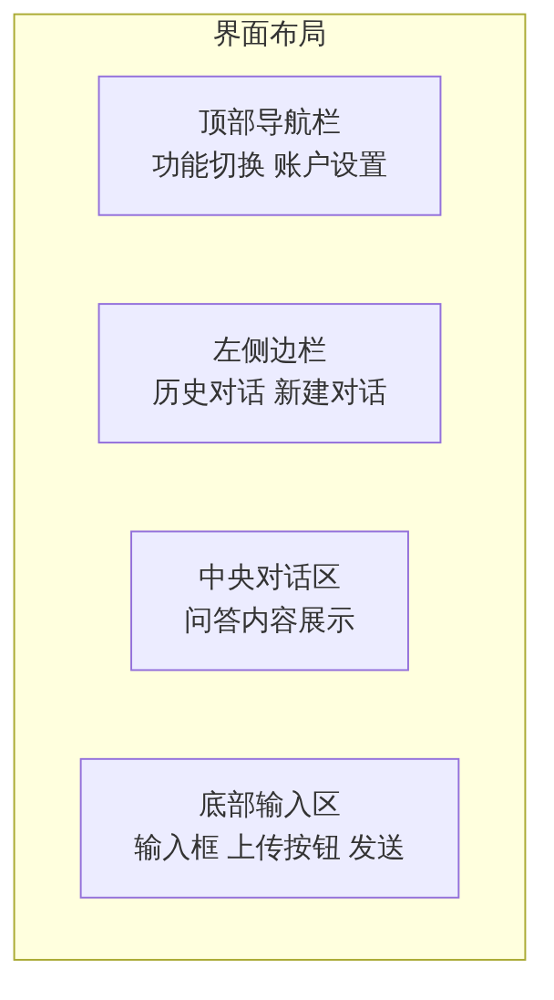 界面布局
顶部导航栏
功能切换 账户设置
左侧边栏
历史对话 新建对话
中央对话区
问答内容展示
底部输入区
输入框 上传按钮 发送